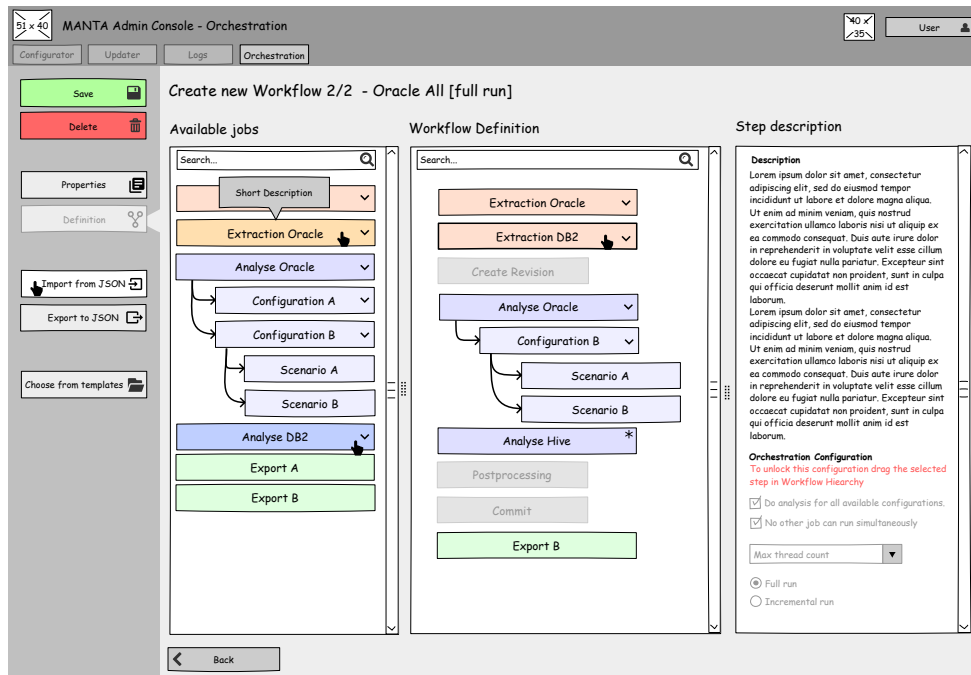 51 x 40
MANTA Admin Console - Orchestration
40 x
35
User
Configurator
Updater
Logs
Orchestration
Save
Delete
Properties
Definition
Import from JSON
Export to JSON
Choose from templates
Create new Workflow 2/2 - Oracle All [full run]
Available jobs
Search...
Short Description
Extraction Oracle
Analyse Oracle
Configuration A
Configuration B
Scenario A
Scenario B
Analyse DB2
Export A
Export B
Workflow Definition
Search...
Extraction Oracle
Extraction DB2
Create Revision
Analyse Oracle
Configuration B
Scenario A
Scenario B
Analyse Hive *
Postprocessing
Commit
Export B
Step description
Description
Lorem ipsum dolor sit amet, consectetur
adipiscing elit, sed do eiusmod tempor
incididunt ut labore et dolore magna aliqua.
Ut enim ad minim veniam, quis nostrud
exercitation ullamco laboris nisi ut aliquip ex
ea commodo consequat. Duis aute irure dolor
in reprehenderit in voluptate velit esse cillum
dolore eu fugiat nulla pariatur. Excepteur sint
occaecat cupidatat non proident, sunt in culpa
qui officia deserunt mollit anim id est
laborum.
Lorem ipsum dolor sit amet, consectetur
adipiscing elit, sed do eiusmod tempor
incididunt ut labore et dolore magna aliqua.
Ut enim ad minim veniam, quis nostrud
exercitation ullamco laboris nisi ut aliquip ex
ea commodo consequat. Duis aute irure dolor
in reprehenderit in voluptate velit esse cillum
dolore eu fugiat nulla pariatur. Excepteur sint
occaecat cupidatat non proident, sunt in culpa
qui officia deserunt mollit anim id est
laborum.
Orchestration Configuration
To unlock this configuration drag the selected
step in Workflow Hiearchy
Do analysis for all available configurations.
No other job can run simultaneously
Max thread count
Full run
Incremental run
Back